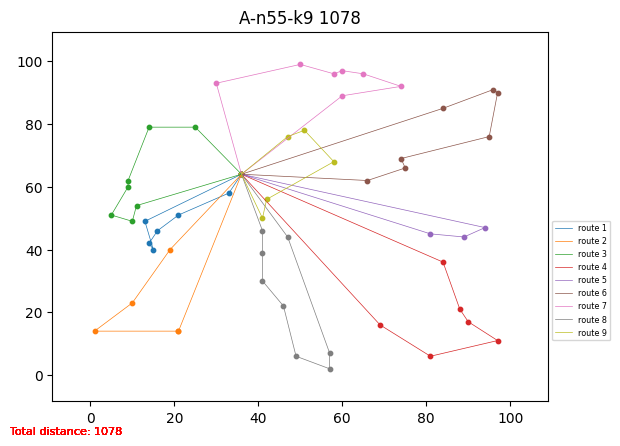 A-n55-k9 1078
100
80
60
40
20
0
0 20 40 60 80 100
route 1
route 2
route 3
route 4
route 5
route 6
route 7
route 8
route 9
Total distance: 1078